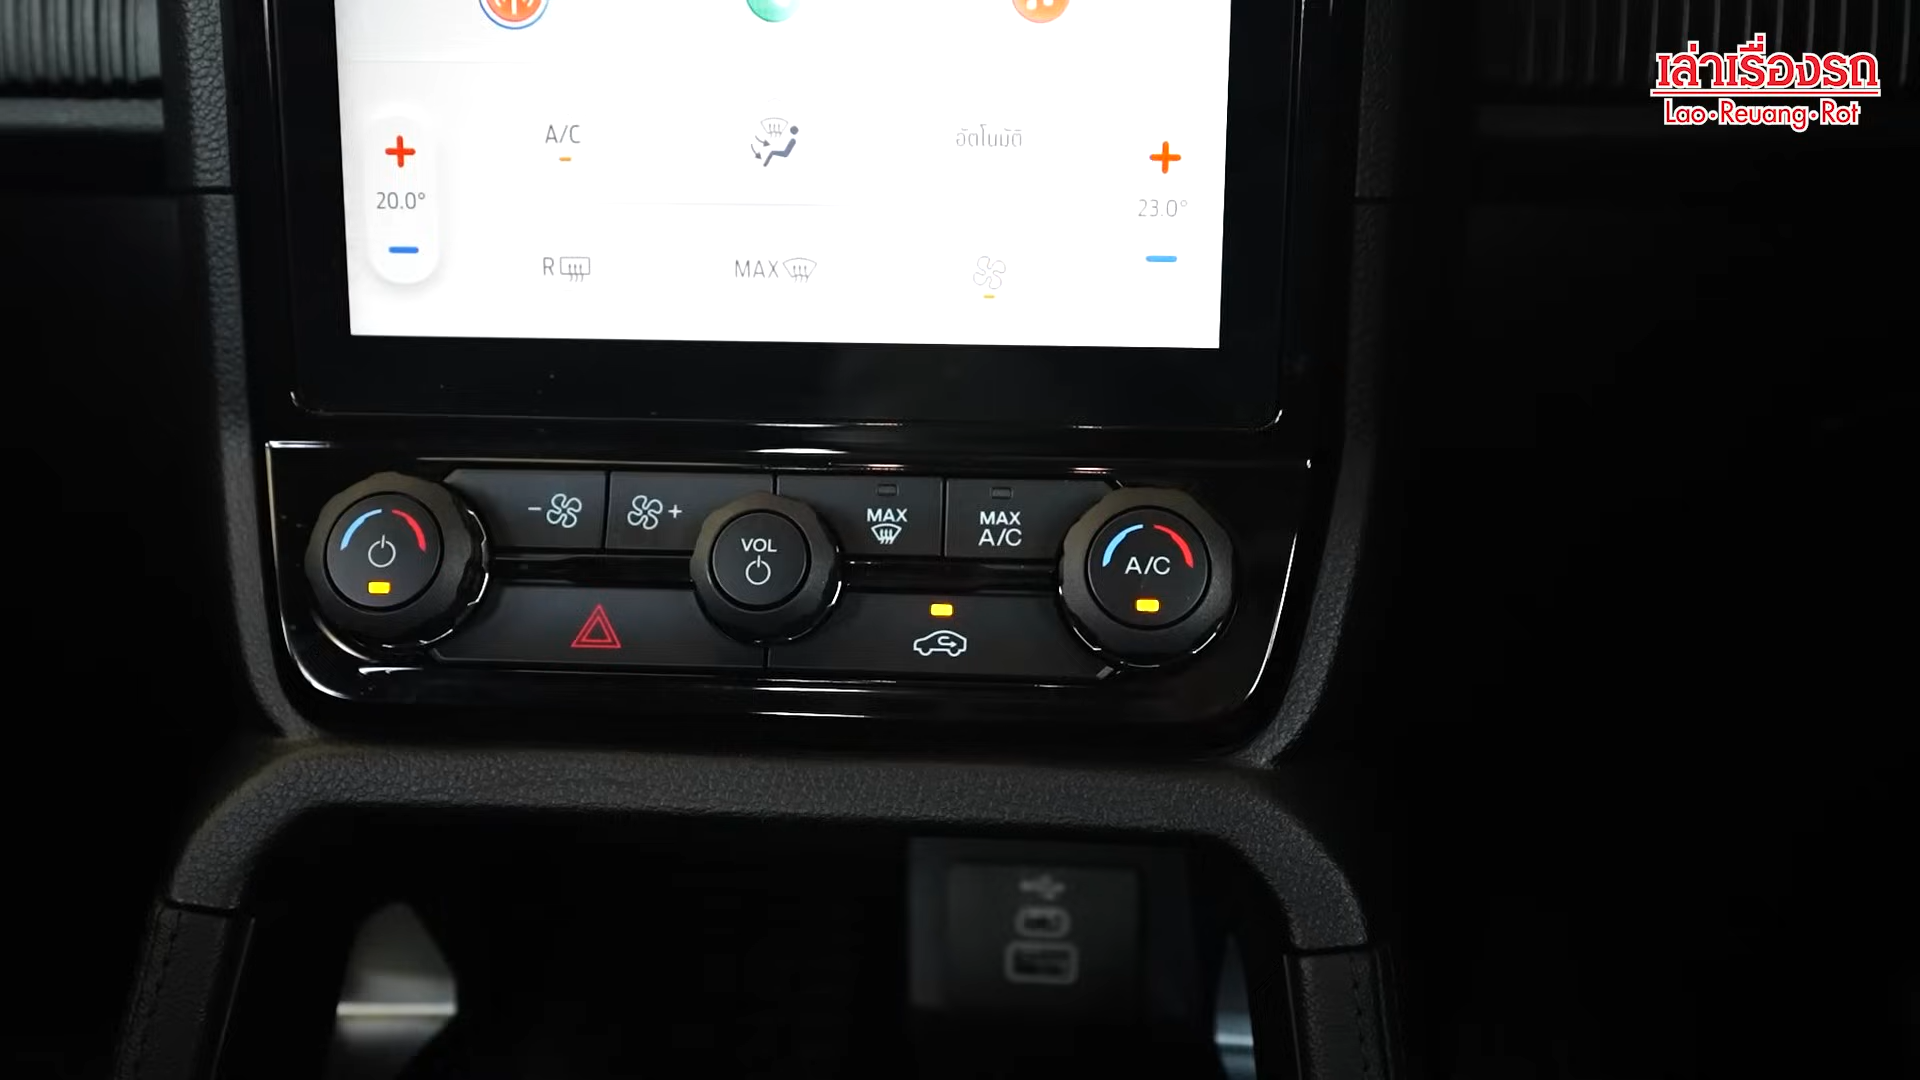 เล่าเรื่องรถ
Lao•Reuang•Rot
A/C
อัตโนมัติ
20.0°
23.0°
R
MAX
- +
VOL
MAX
MAX
A/C
A/C